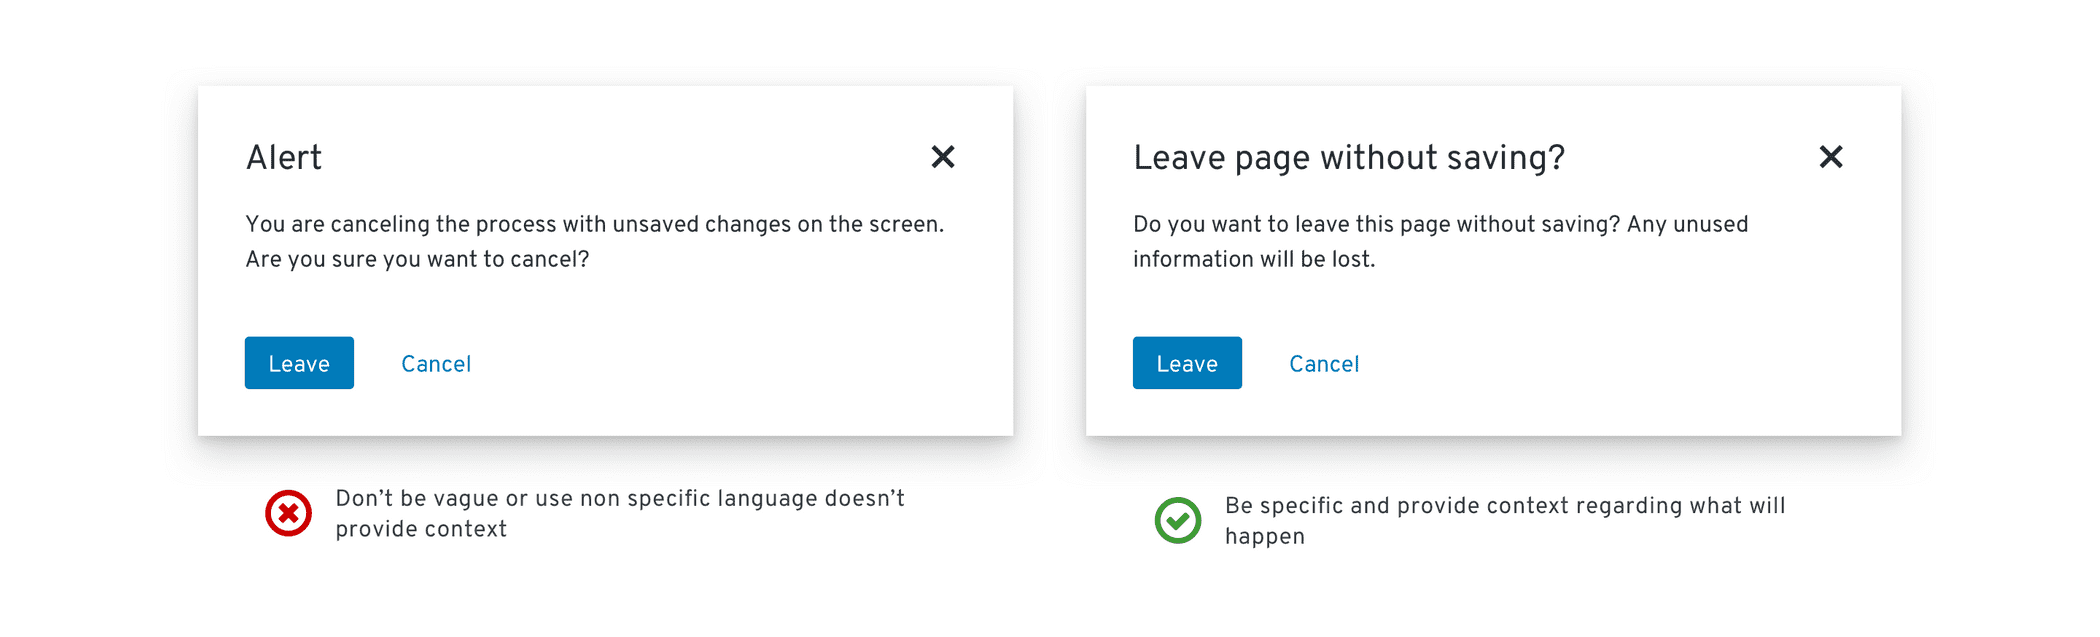 Alert
You are canceling the process with unsaved changes on the screen.
Are you sure you want to cancel?
Leave
Cancel
Don’t be vague or use non specific language doesn’t
provide context
Leave page without saving?
Do you want to leave this page without saving? Any unused
information will be lost.
Leave
Cancel
Be specific and provide context regarding what will
happen